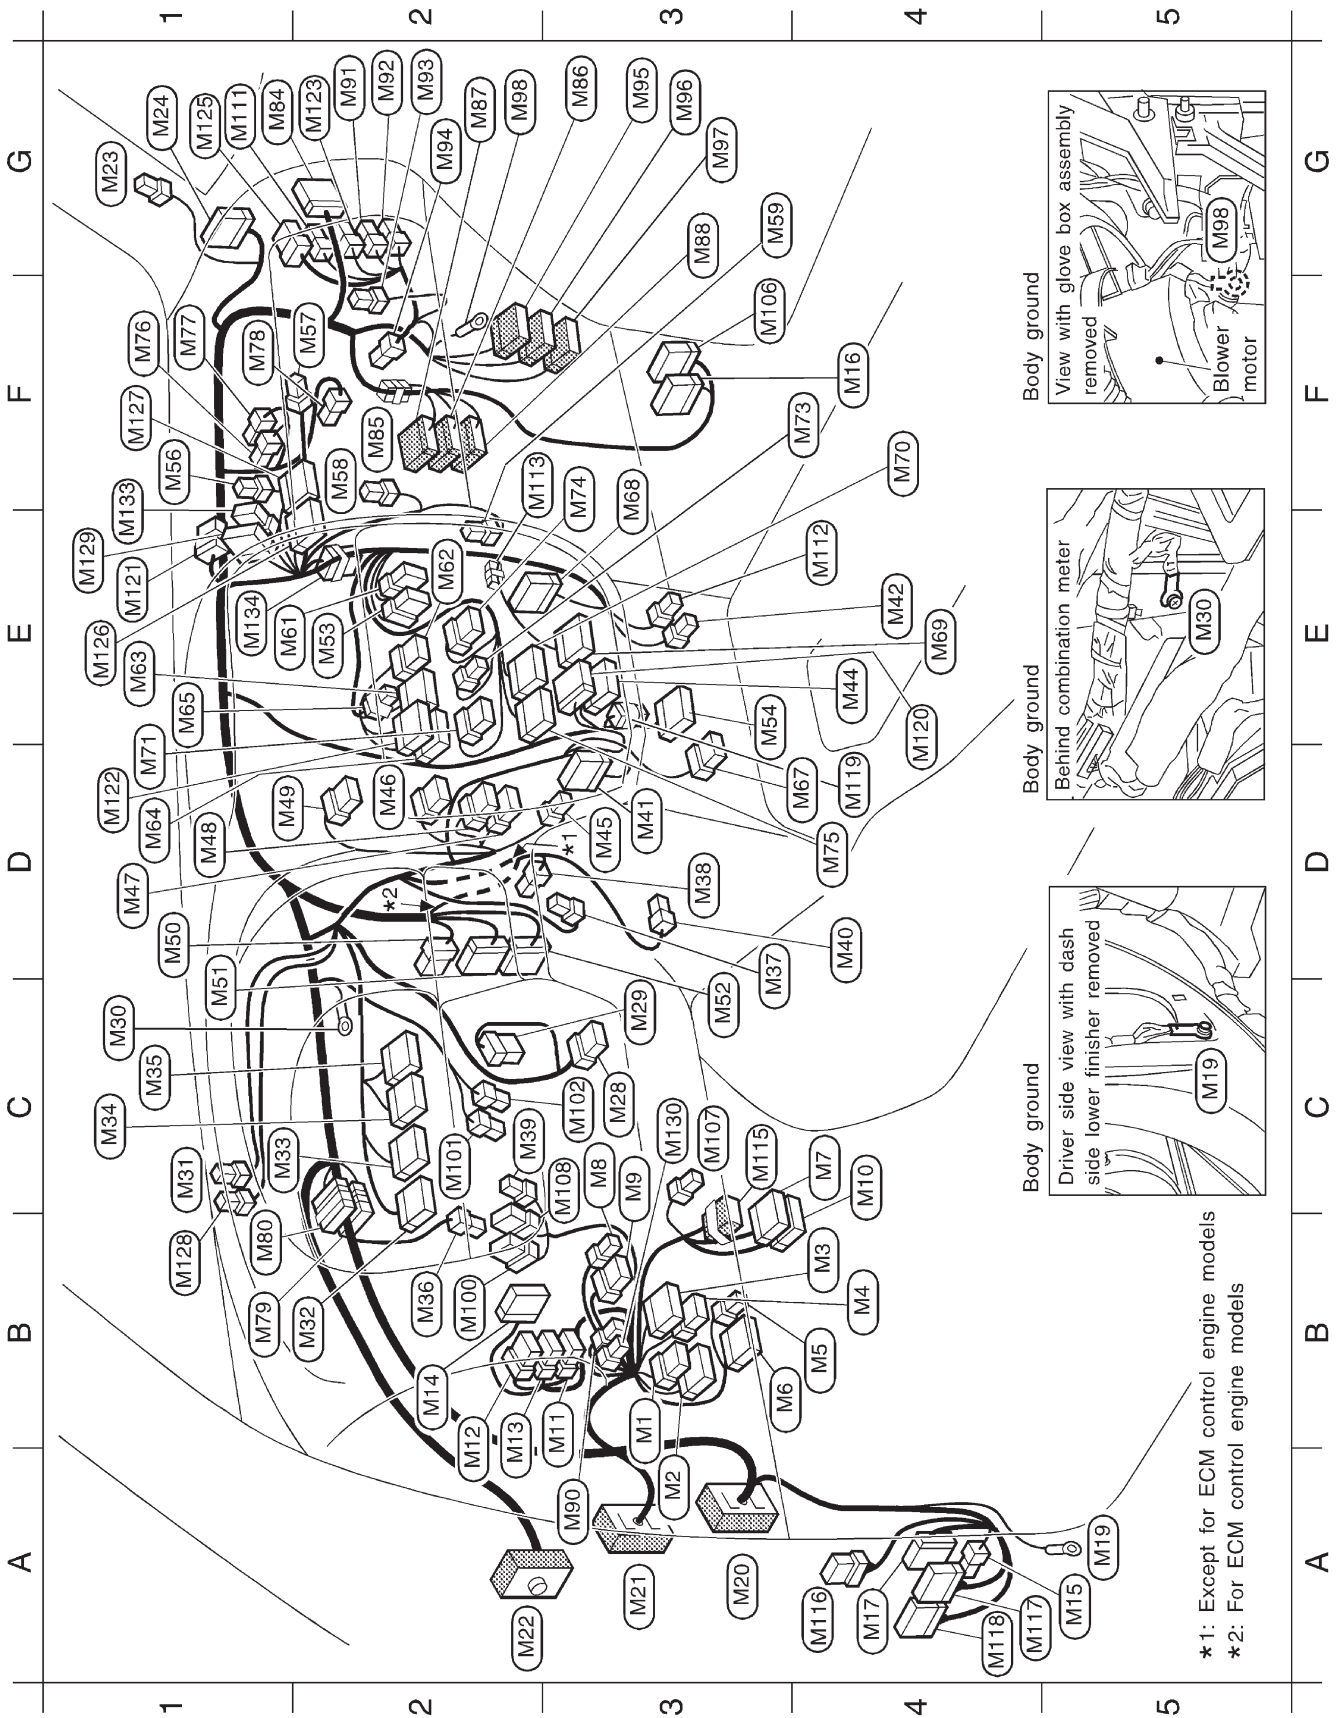 A
B
C
D
E
F
G
1
2
3
4
5
M23
M24
M125
M111
M84
M123
M91
M92
M93
M94
M87
M98
M86
M95
M96
M97
M88
M59
M106
M16
M73
M70
M76
M77
M78
M57
M127
M56
M133
M58
M85
M113
M74
M68
M112
M42
M69
M129
M121
M126
M63
M134
M61
M53
M62
M65
M71
M122
M64
M49
M46
M48
M47
M44
M120
M54
M119
M67
M75
M41
M45
*1
*2
M38
M40
M37
M52
M50
M51
M30
M35
M34
M29
M28
M102
M101
M39
M108
M31
M33
M128
M80
M79
M32
M36
M100
M8
M9
M130
M107
M115
M7
M10
M3
M4
M5
M6
M14
M12
M13
M11
M1
M2
M90
M22
M21
M20
M116
M17
M118
M117
M15
M19
Body ground
Driver side view with dash
side lower finisher removed
M19
Body ground
Behind combination meter
M30
Body ground
View with glove box assembly
removed
Blower
motor
M98
*1: Except for ECM control engine models
*2: For ECM control engine models
A
B
C
D
E
F
G
1
2
3
4
5